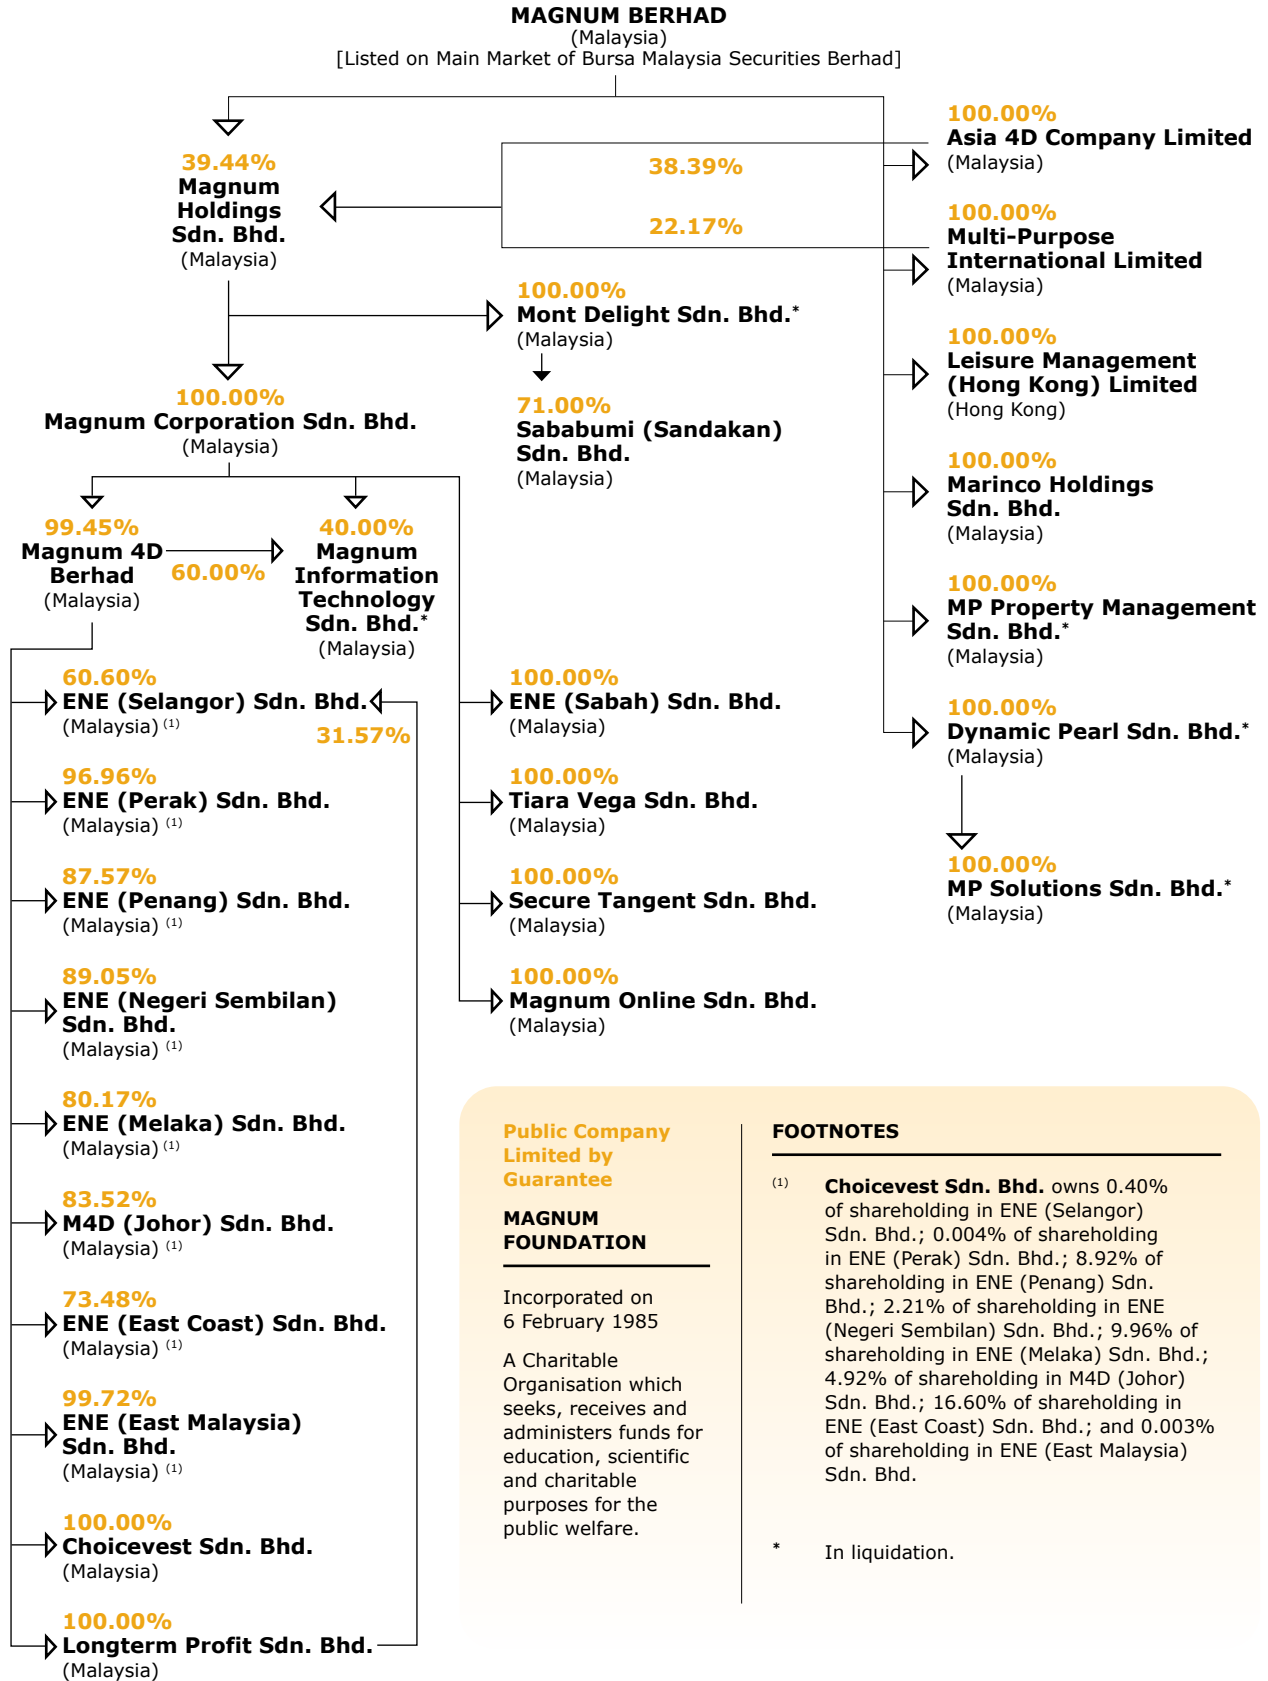 MAGNUM BERHAD
(Malaysia)
[Listed on Main Market of Bursa Malaysia Securities Berhad]
39.44%
Magnum
Holdings
Sdn. Bhd.
(Malaysia)
38.39%
22.17%
100.00%
Asia 4D Company Limited
(Malaysia)
100.00%
Multi-Purpose
International Limited
(Malaysia)
100.00%
Leisure Management
(Hong Kong) Limited
(Hong Kong)
100.00%
Marinco Holdings
Sdn. Bhd.
(Malaysia)
100.00%
MP Property Management
Sdn. Bhd.*
(Malaysia)
100.00%
Dynamic Pearl Sdn. Bhd.*
(Malaysia)
100.00%
MP Solutions Sdn. Bhd.*
(Malaysia)
100.00%
Mont Delight Sdn. Bhd.*
(Malaysia)
71.00%
Sababumi (Sandakan)
Sdn. Bhd.
(Malaysia)
100.00%
Magnum Corporation Sdn. Bhd.
(Malaysia)
99.45%
Magnum 4D
Berhad
(Malaysia)
60.00%
40.00%
Magnum
Information
Technology
Sdn. Bhd.*
(Malaysia)
60.60%
ENE (Selangor) Sdn. Bhd.
(Malaysia) (1)
31.57%
96.96%
ENE (Perak) Sdn. Bhd.
(Malaysia) (1)
87.57%
ENE (Penang) Sdn. Bhd.
(Malaysia) (1)
89.05%
ENE (Negeri Sembilan)
Sdn. Bhd.
(Malaysia) (1)
80.17%
ENE (Melaka) Sdn. Bhd.
(Malaysia) (1)
83.52%
M4D (Johor) Sdn. Bhd.
(Malaysia) (1)
73.48%
ENE (East Coast) Sdn. Bhd.
(Malaysia) (1)
99.72%
ENE (East Malaysia)
Sdn. Bhd.
(Malaysia) (1)
100.00%
Choicevest Sdn. Bhd.
(Malaysia)
100.00%
Longterm Profit Sdn. Bhd.
(Malaysia)
100.00%
ENE (Sabah) Sdn. Bhd.
(Malaysia)
100.00%
Tiara Vega Sdn. Bhd.
(Malaysia)
100.00%
Secure Tangent Sdn. Bhd.
(Malaysia)
100.00%
Magnum Online Sdn. Bhd.
(Malaysia)
Public Company
Limited by
Guarantee
MAGNUM
FOUNDATION
Incorporated on
6 February 1985
A Charitable
Organisation which
seeks, receives and
administers funds for
education, scientific
and charitable
purposes for the
public welfare.
FOOTNOTES
(1) Choicevest Sdn. Bhd. owns 0.40%
of shareholding in ENE (Selangor)
Sdn. Bhd.; 0.004% of shareholding
in ENE (Perak) Sdn. Bhd.; 8.92% of
shareholding in ENE (Penang) Sdn.
Bhd.; 2.21% of shareholding in ENE
(Negeri Sembilan) Sdn. Bhd.; 9.96% of
shareholding in ENE (Melaka) Sdn. Bhd.;
4.92% of shareholding in M4D (Johor)
Sdn. Bhd.; 16.60% of shareholding in
ENE (East Coast) Sdn. Bhd.; and 0.003%
of shareholding in ENE (East Malaysia)
Sdn. Bhd.
* In liquidation.